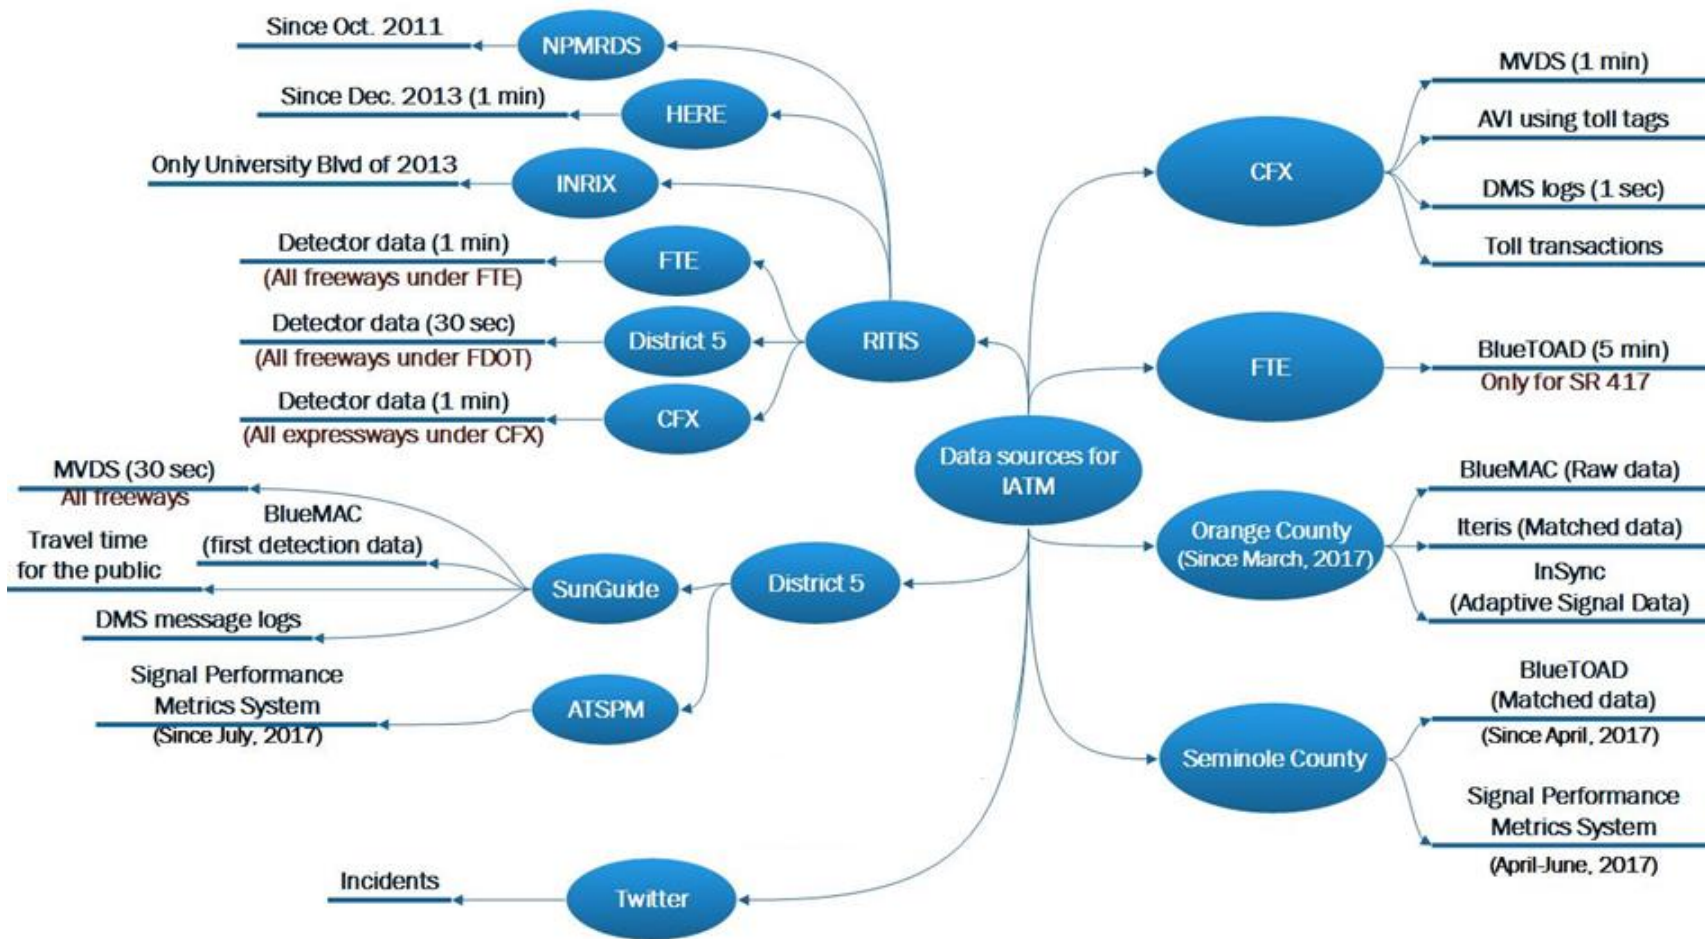 Since Oct. 2011
NPMRDS
Since Dec. 2013 (1 min)
HERE
Only University Blvd of 2013
INRIX
Detector data (1 min)
(All freeways under FTE)
FTE
Detector data (30 sec)
(All freeways under FDOT)
District 5
Detector data (1 min)
(All expressways under CFX)
CFX
RITIS
Data sources for
IATM
MVDS (30 sec)
All freeways
BlueMAC
(first detection data)
Travel time
for the public
DMS message logs
SunGuide
District 5
Signal Performance
Metrics System
(Since July, 2017)
ATSPM
Incidents
Twitter
CFX
MVDS (1 min)
AVI using toll tags
DMS logs (1 sec)
Toll transactions
FTE
BlueTOAD (5 min)
Only for SR 417
Orange County
(Since March, 2017)
BlueMAC (Raw data)
Iteris (Matched data)
InSync
(Adaptive Signal Data)
Seminole County
BlueTOAD
(Matched data)
(Since April, 2017)
Signal Performance
Metrics System
(April-June, 2017)